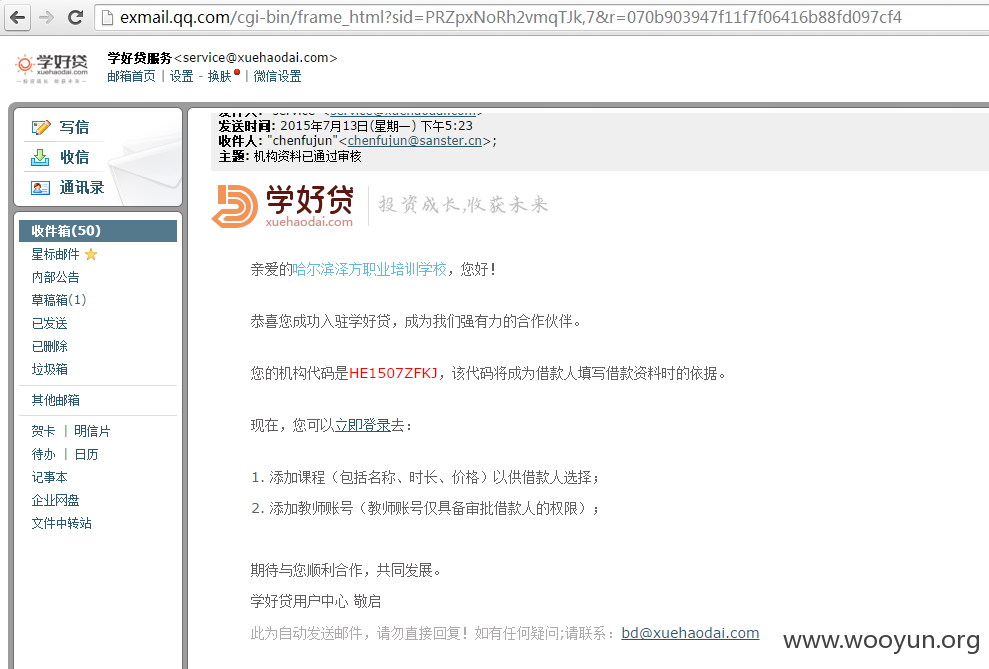 exmail.qq.com/cgi-bin/frame_html?sid=PRZpxNoRh2vmqTJk,7&r=070b903947f11f7f06416b88fd097cf4
学好贷
xuehaodai.com
学好贷服务<service@xuehaodai.com>
邮箱首页 | 设置 - 换肤 | 微信设置
写信
收信
通讯录
收件箱(50)
星标邮件
内部公告
草稿箱(1)
已发送
已删除
垃圾箱
其他邮箱
贺卡 | 明信片
待办 | 日历
记事本
企业网盘
文件中转站
发件人: "service"<service@xuehaodai.com>
发送时间: 2015年7月13日(星期一) 下午5:23
收件人: "chenfujun"<chenfujun@sanster.cn>;
主题: 机构资料已通过审核
学好贷
xuehaodai.com
投资成长,收获未来
亲爱的哈尔滨泽方职业培训学校，您好！
恭喜您成功入驻学好贷，成为我们强有力的合作伙伴。
您的机构代码是HE1507ZFKJ，该代码将成为借款人填写借款资料时的依据。
现在，您可以立即登录去：
1. 添加课程（包括名称、时长、价格）以供借款人选择；
2. 添加教师账号（教师账号仅具备审批借款人的权限）；
期待与您顺利合作，共同发展。
学好贷用户中心 敬启
此为自动发送邮件，请勿直接回复！如有任何疑问;请联系：bd@xuehaodai.com
www.wooyun.org